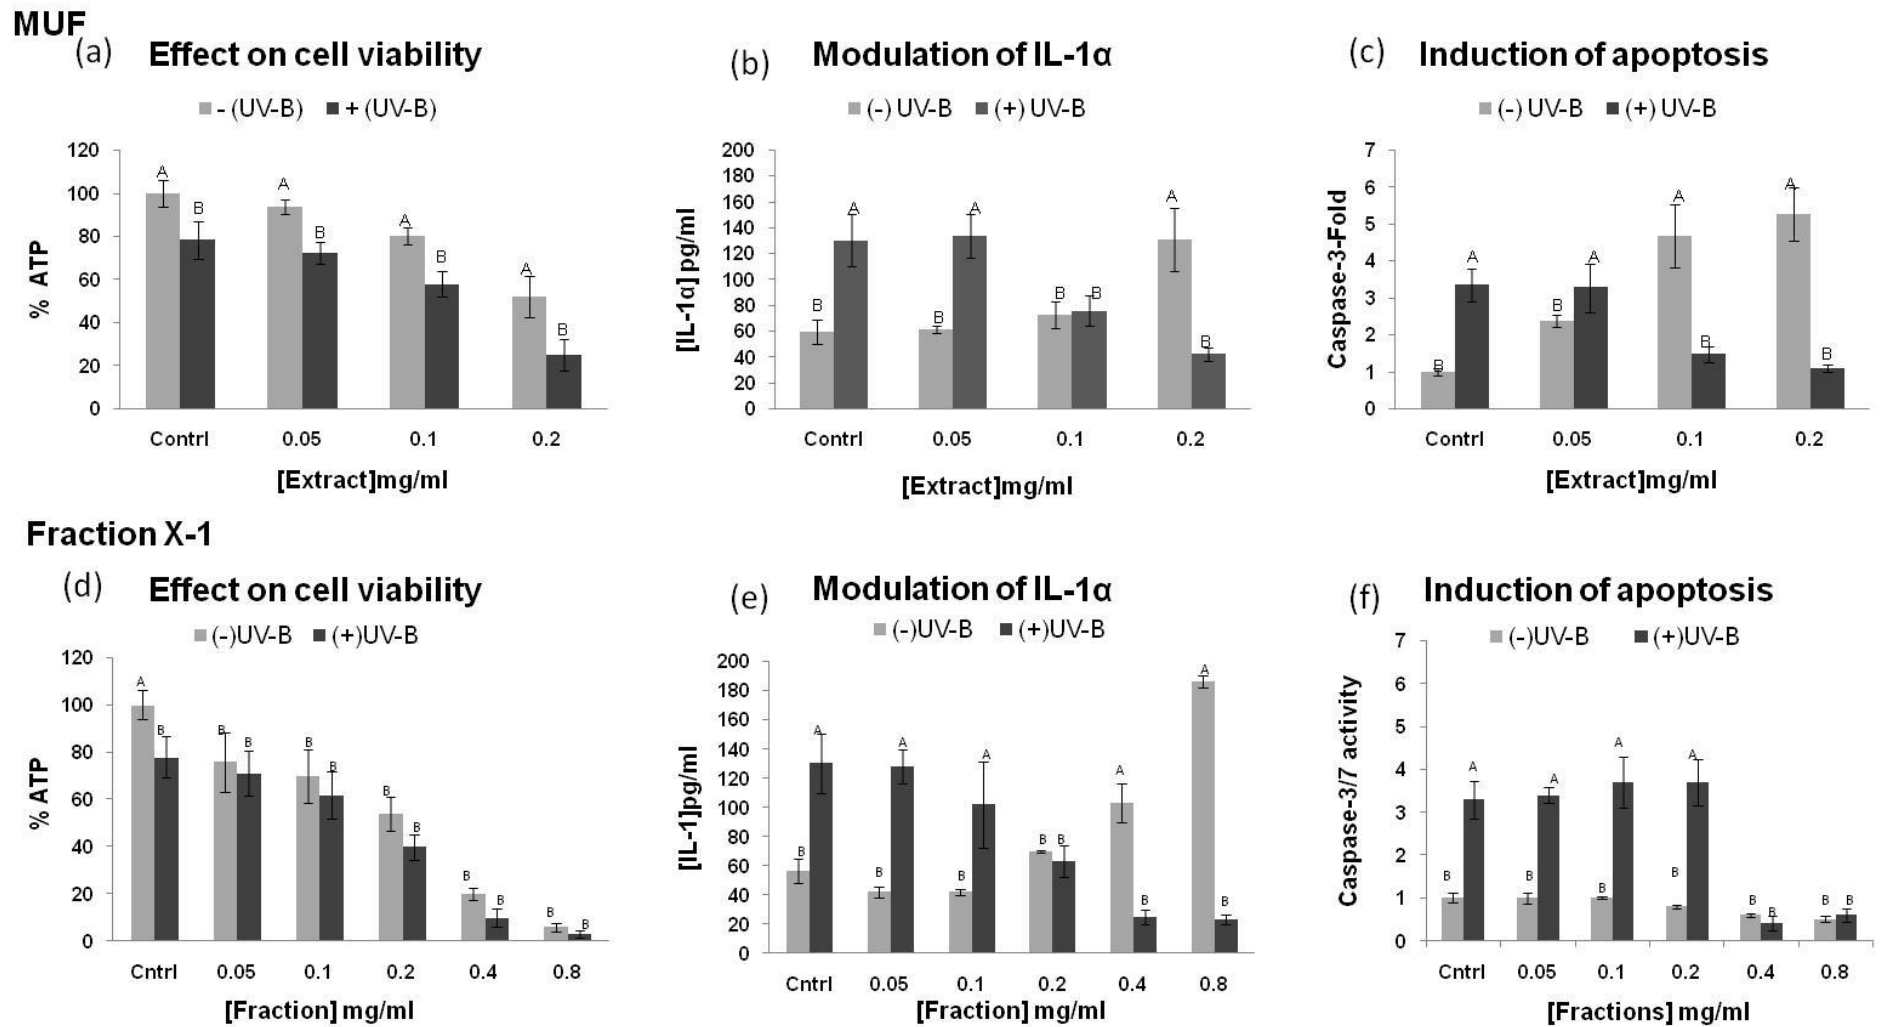 MUF
(a) Effect on cell viability
- (UV-B) + (UV-B)
% ATP
120
100
80
60
40
20
0
A B A B A B A B
Contrl 0.05 0.1 0.2
[Extract]mg/ml
(b) Modulation of IL-1α
(-) UV-B (+) UV-B
[IL-1α] pg/ml
200
180
160
140
120
100
80
60
40
20
0
B A B A B B A B
Contrl 0.05 0.1 0.2
[Extract]mg/ml
(c) Induction of apoptosis
(-) UV-B (+) UV-B
Caspase-3-Fold
7
6
5
4
3
2
1
0
B A B A A B A B
Contrl 0.05 0.1 0.2
[Extract]mg/ml
Fraction X-1
(d) Effect on cell viability
(-)UV-B (+)UV-B
% ATP
120
100
80
60
40
20
0
A B B B B B B B B B B B
Cntrl 0.05 0.1 0.2 0.4 0.8
[Fraction] mg/ml
(e) Modulation of IL-1α
(-)UV-B (+)UV-B
[IL-1]pg/ml
200
180
160
140
120
100
80
60
40
20
0
B A B A B A B B A B A B
Cntrl 0.05 0.1 0.2 0.4 0.8
[Fraction] mg/ml
(f) Induction of apoptosis
(-)UV-B (+)UV-B
Caspase-3/7 activity
7
6
5
4
3
2
1
0
B A B A B A B A B B B B
Cntrl 0.05 0.1 0.2 0.4 0.8
[Fractions] mg/ml